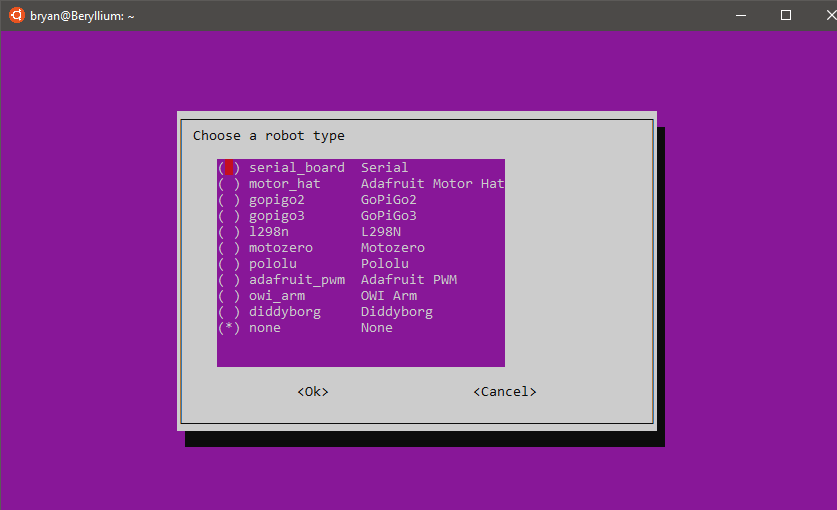 bryan@Beryllium: ~
Choose a robot type
( ) serial_board  Serial
( ) motor_hat     Adafruit Motor Hat
( ) gopigo2       GoPiGo2
( ) gopigo3       GoPiGo3
( ) l298n         L298N
( ) motozero      Motozero
( ) pololu        Pololu
( ) adafruit_pwm  Adafruit PWM
( ) owi_arm       OWI Arm
( ) diddyborg     Diddyborg
(*) none          None
<Ok>                  <Cancel>